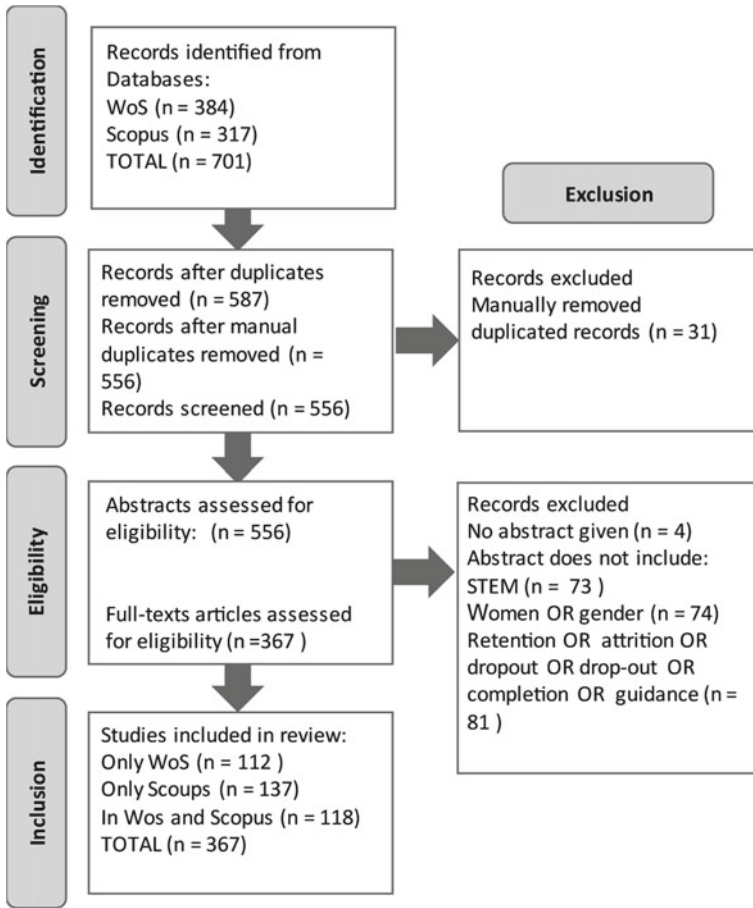 Identification
Records identified from
Databases:
WoS (n = 384)
Scopus (n = 317)
TOTAL (n = 701)
Exclusion
Screening
Records after duplicates
removed (n = 587)
Records after manual
duplicates removed (n =
556)
Records screened (n = 556)
Records excluded
Manually removed
duplicated records (n = 31)
Eligibility
Abstracts assessed for
eligibility: (n = 556)
Full-texts articles assessed
for eligibility (n =367 )
Records excluded
No abstract given (n = 4)
Abstract does not include:
STEM (n = 73 )
Women OR gender (n = 74)
Retention OR attrition OR
dropout OR drop-out OR
completion OR guidance (n =
81 )
Inclusion
Studies included in review:
Only WoS (n = 112 )
Only Scoups (n = 137)
In Wos and Scopus (n = 118)
TOTAL (n = 367)